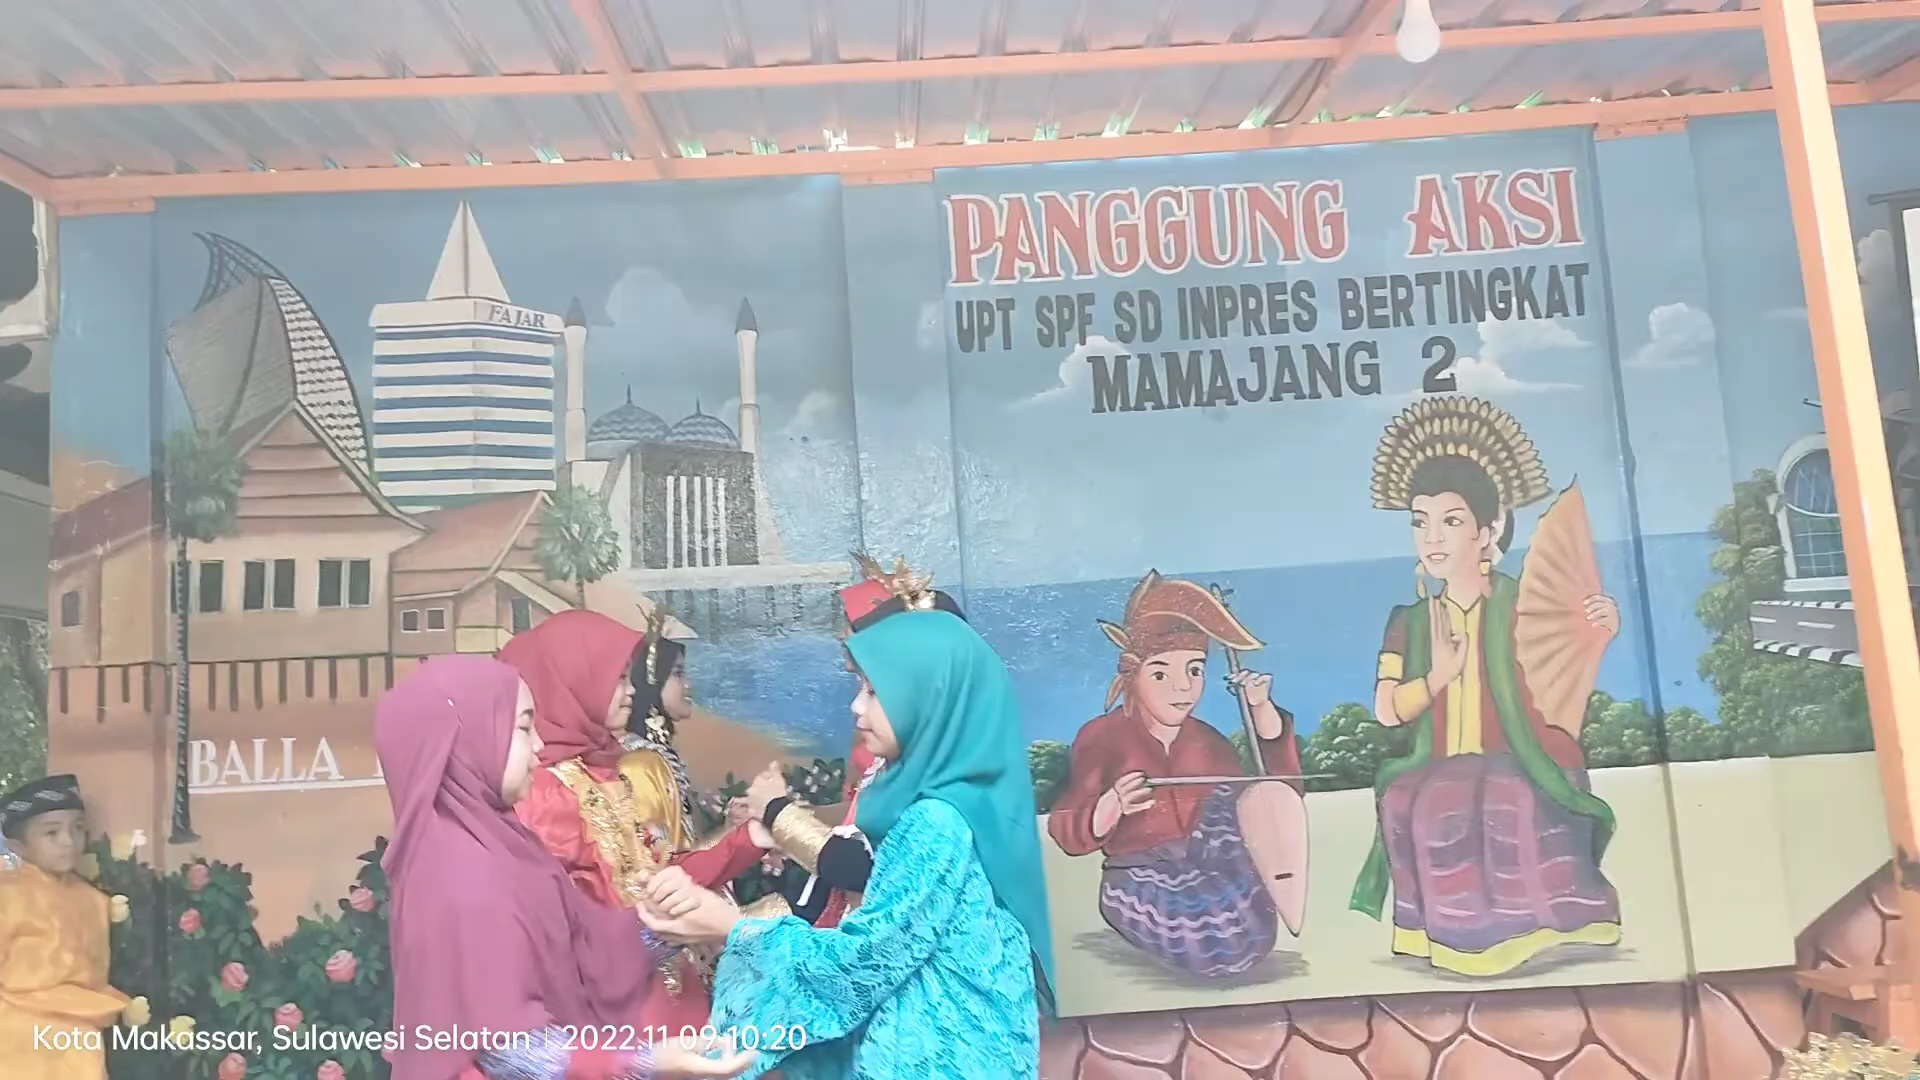 PANGGUNG AKSI
UPT SPF SD INPRES BERTINGKAT
MAMAJANG 2
FAJAR
BALLA
Kota Makassar, Sulawesi Selatan | 2022.11.09 10:20